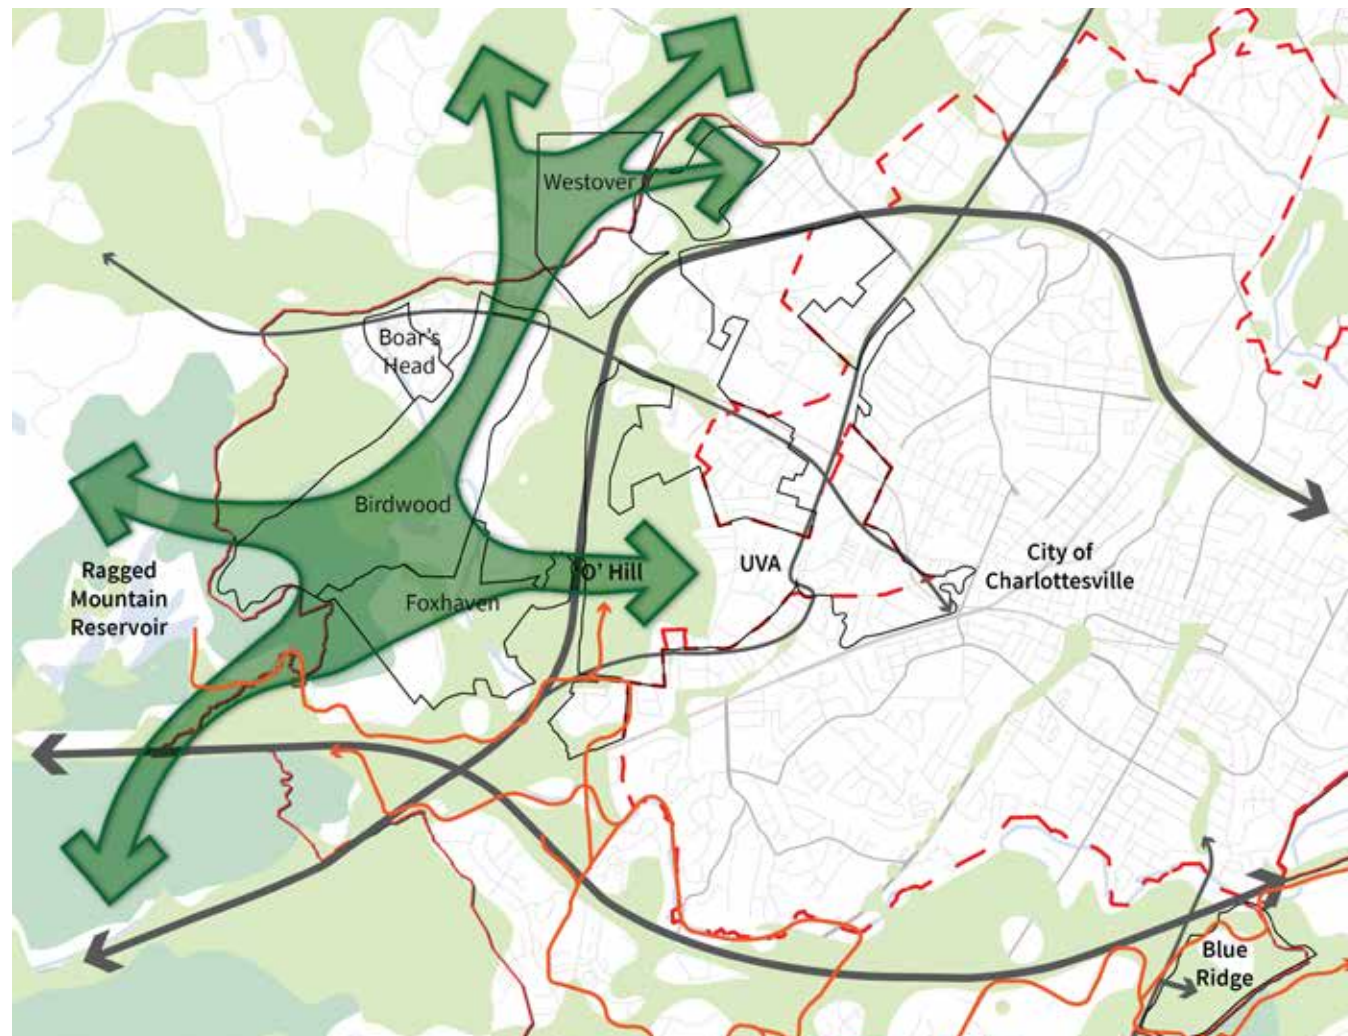 Westover
Boar's
Head
Birdwood
Ragged
Mountain
Reservoir
Foxhaven
O' Hill
UVA
City of
Charlottesville
Blue
Ridge